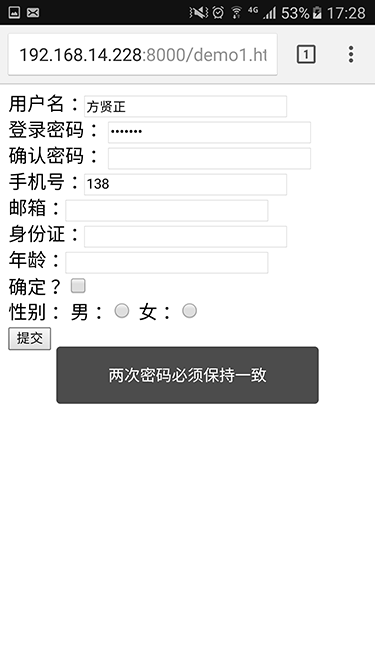 4G 53% 17:28
192.168.14.228:8000/demo1.ht
1
用户名：方贤正
登录密码：•••••••
确认密码：
手机号：138
邮箱：
身份证：
年龄：
确定？
性别： 男： 女：
提交
两次密码必须保持一致